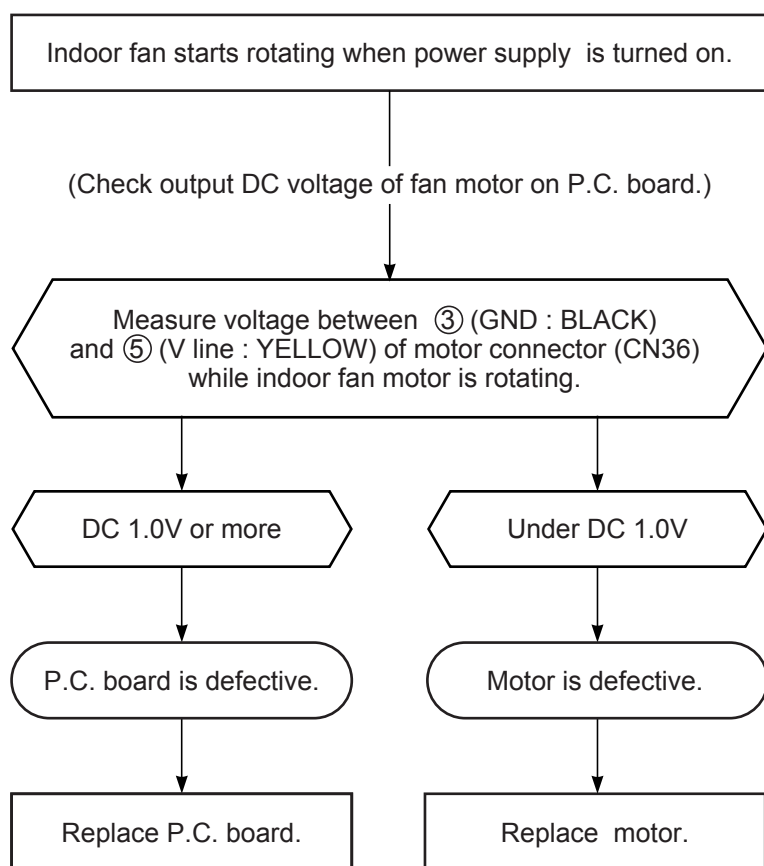 Indoor fan starts rotating when power supply is turned on.
(Check output DC voltage of fan motor on P.C. board.)
Measure voltage between ③ (GND : BLACK)
and ⑤ (V line : YELLOW) of motor connector (CN36)
while indoor fan motor is rotating.
DC 1.0V or more
Under DC 1.0V
P.C. board is defective.
Motor is defective.
Replace P.C. board.
Replace motor.